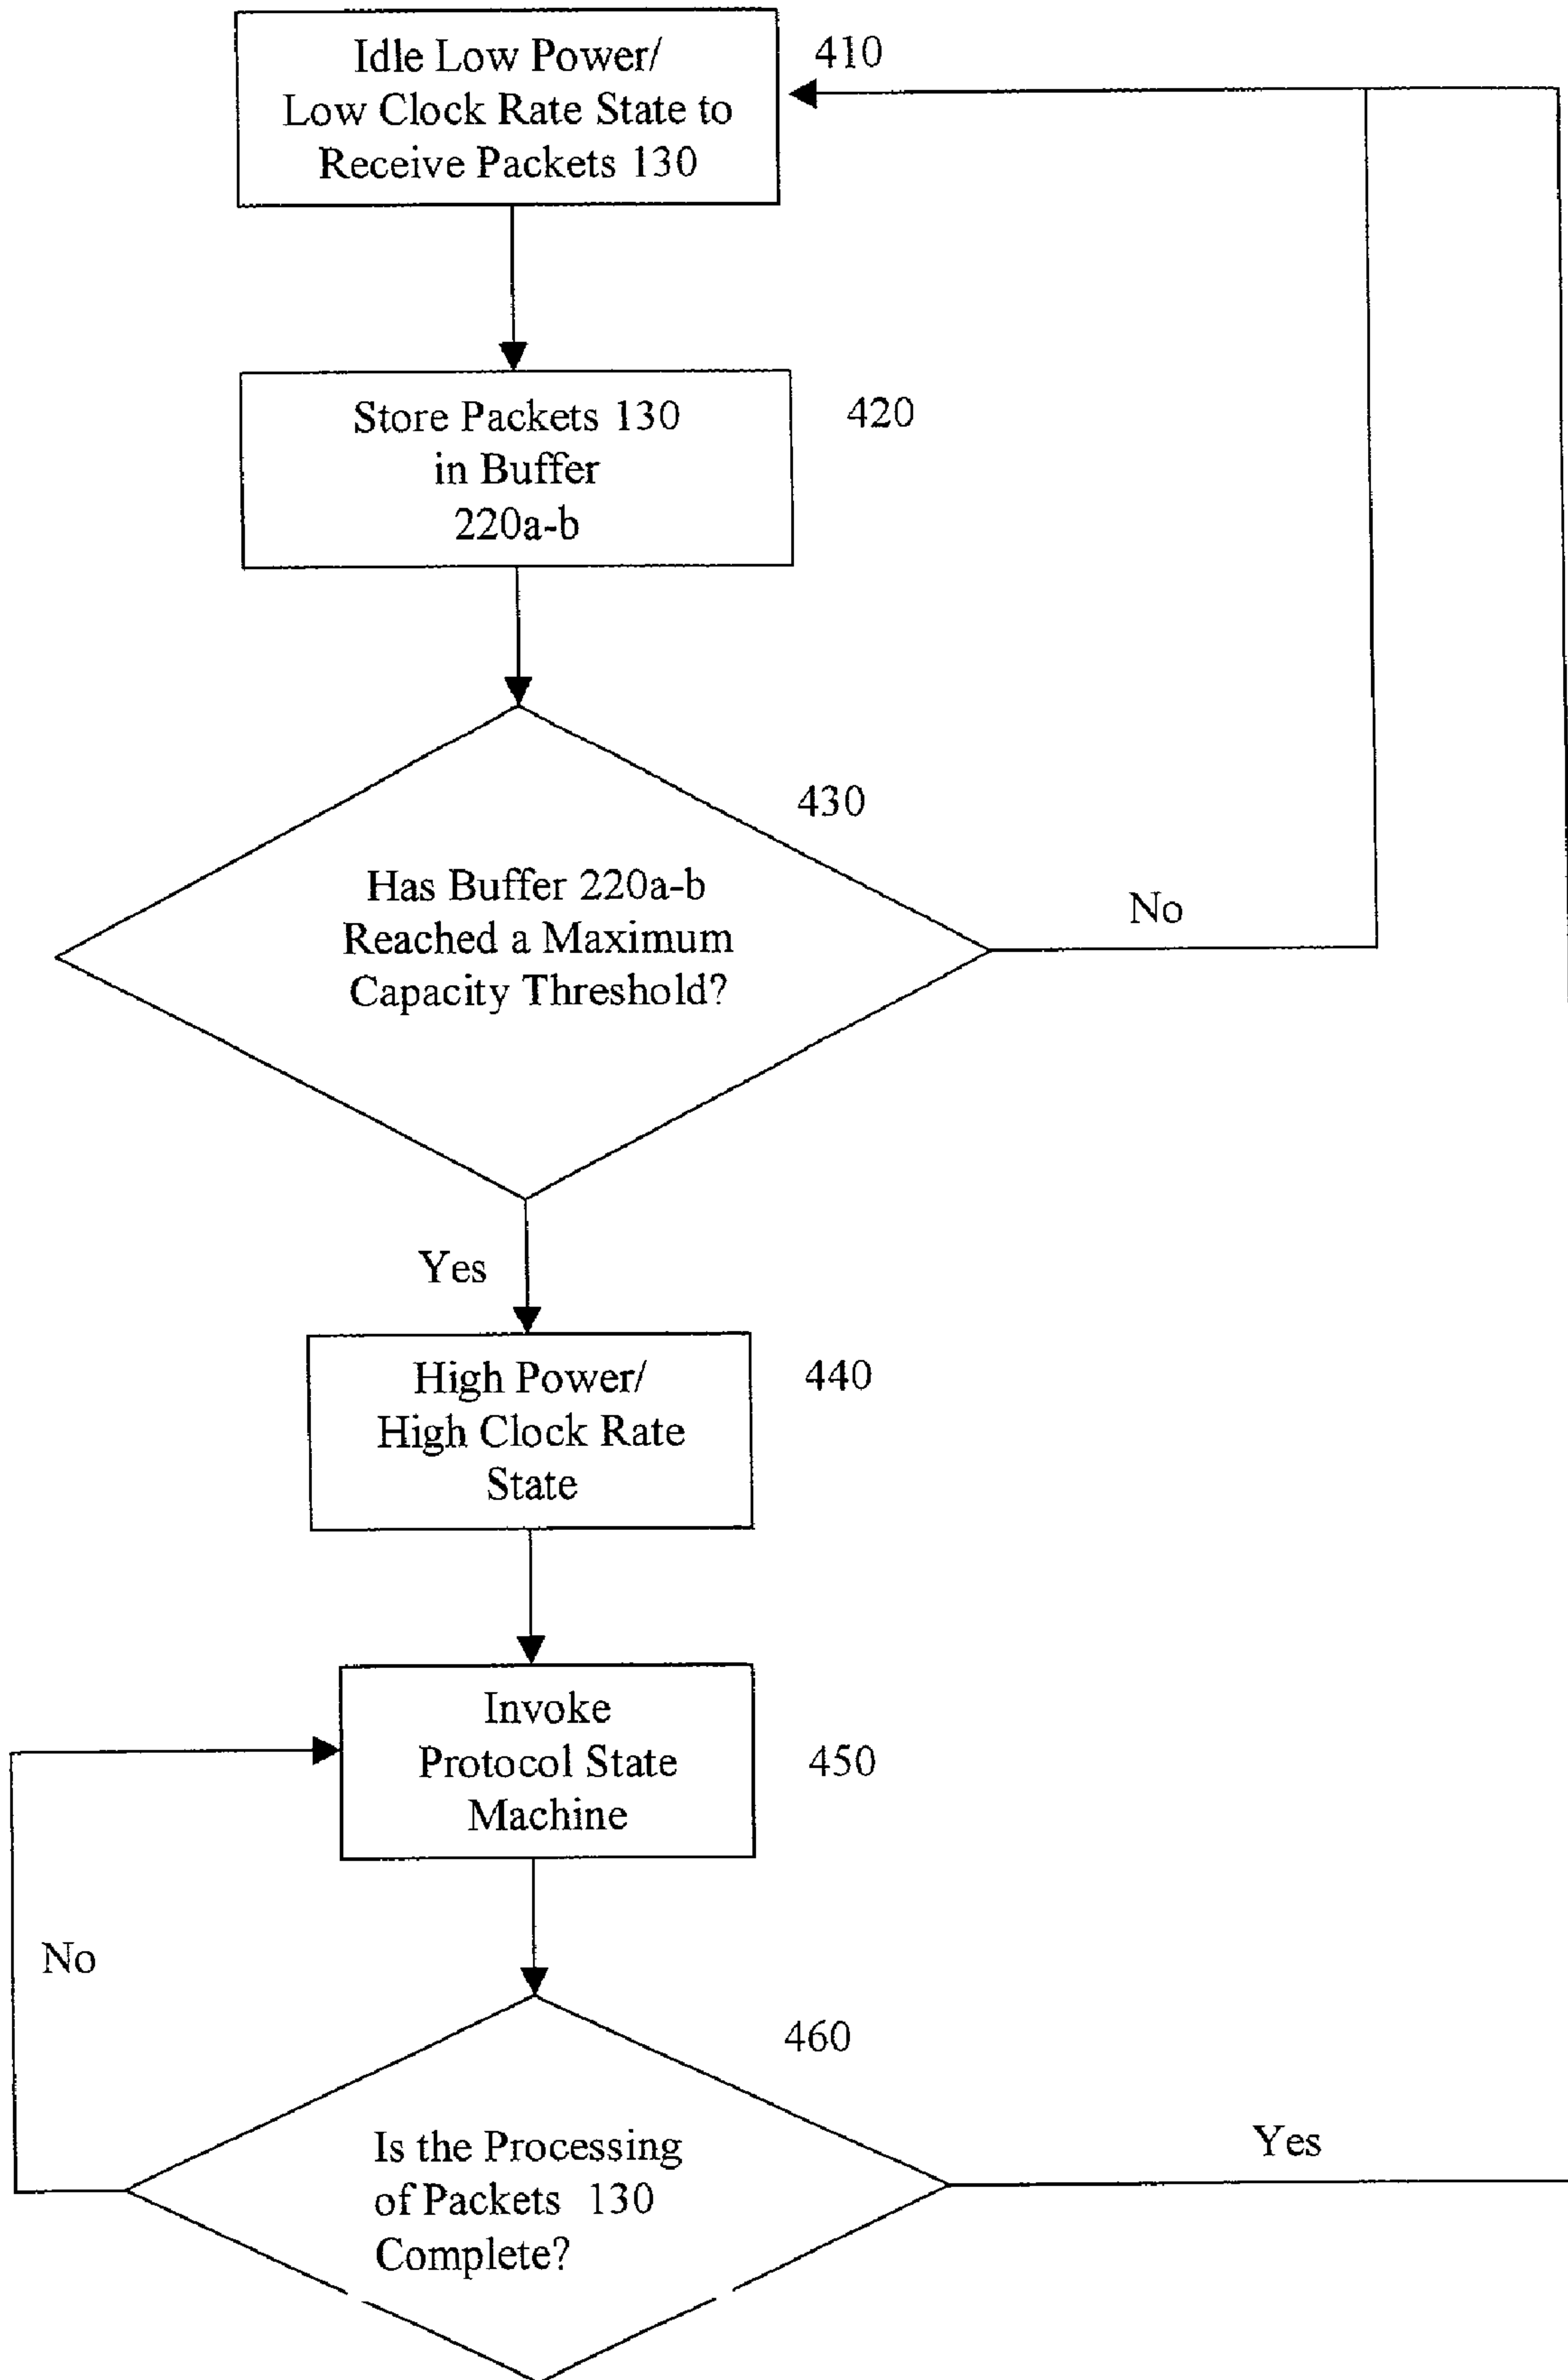 Idle Low Power/
Low Clock Rate State to
Receive Packets 130
410
Store Packets 130
in Buffer
220a-b
420
430
Has Buffer 220a-b
Reached a Maximum
Capacity Threshold?
No
Yes
High Power/
High Clock Rate
State
440
Invoke
Protocol State
Machine
450
No
460
Is the Processing
of Packets 130
Complete?
Yes